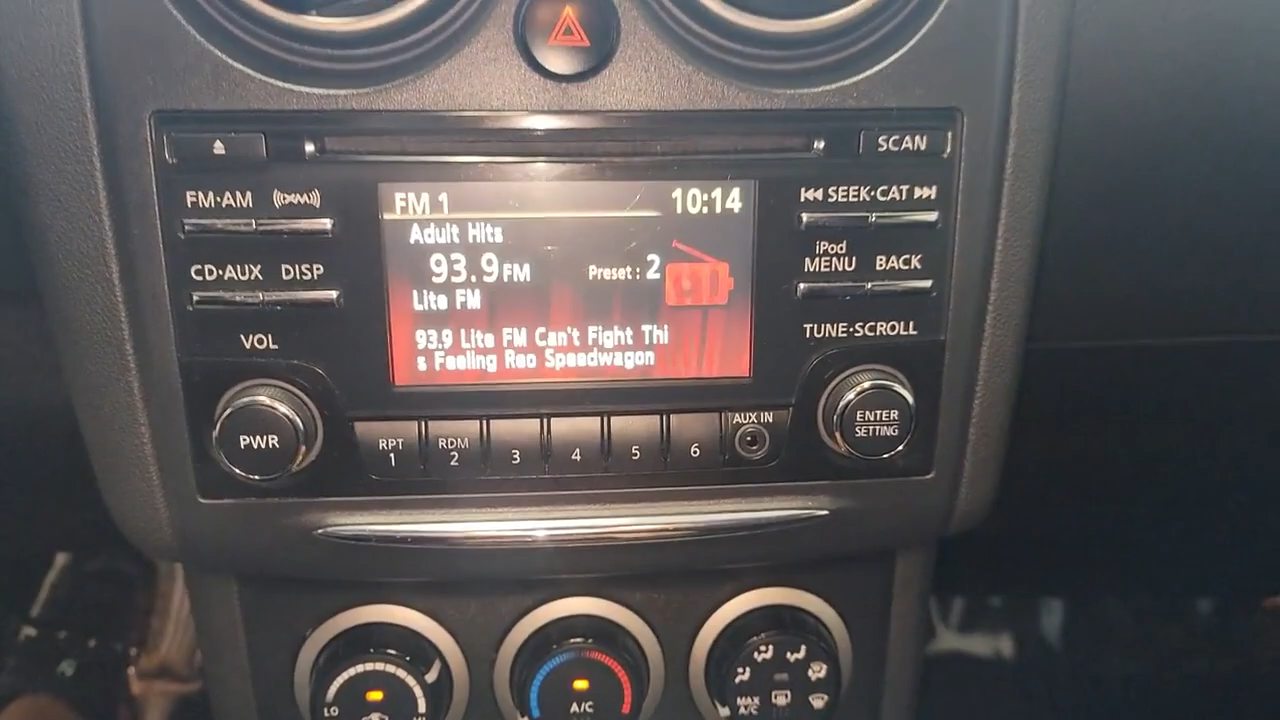 SCAN
FM·AM
((XM))
SEEK·CAT
CD·AUX DISP
iPod
MENU BACK
VOL
TUNE·SCROLL
FM 1 10:14
Adult Hits
93.9 FM Preset : 2
Lite FM
93.9 Lite FM Can't Fight Thi
s Feeling Reo Speedwagon
PWR
RPT
1
RDM
2
3
4
5
6
AUX IN
ENTER
SETTING
LO
A/C
MAX
A/C